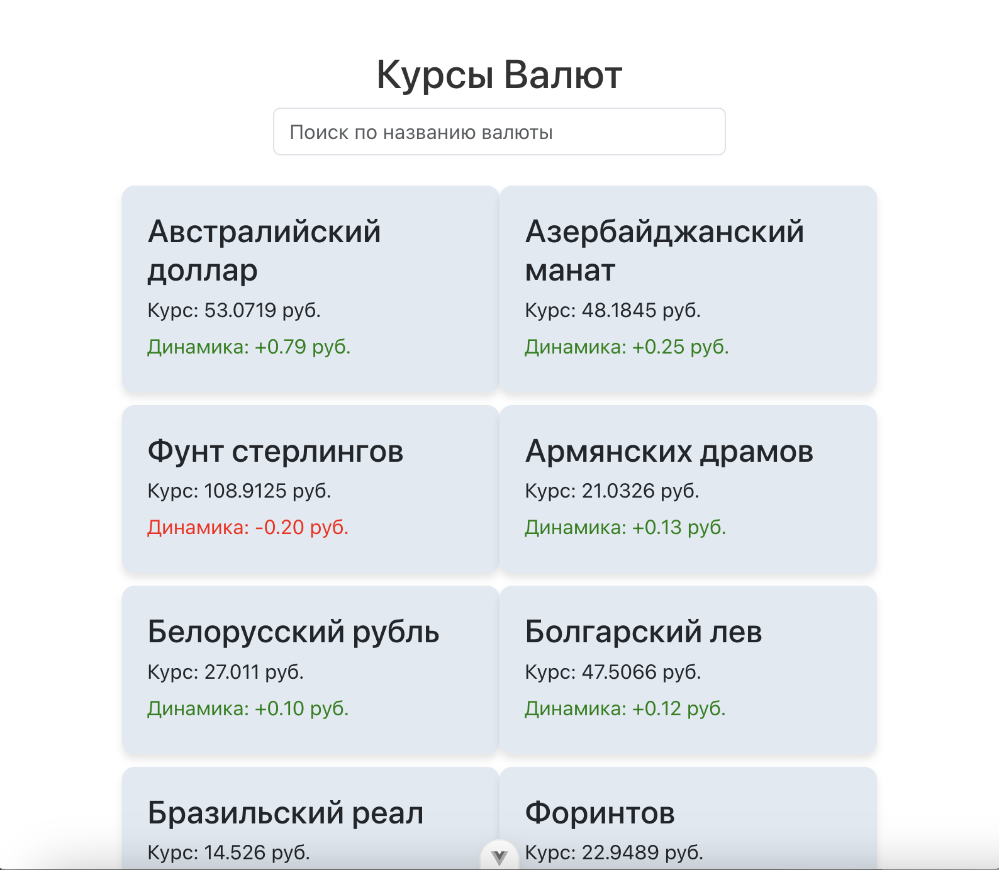 Курсы Валют
Поиск по названию валюты
Австралийский
доллар
Курс: 53.0719 руб.
Динамика: +0.79 руб.
Азербайджанский
манат
Курс: 48.1845 руб.
Динамика: +0.25 руб.
Фунт стерлингов
Курс: 108.9125 руб.
Динамика: -0.20 руб.
Армянских драмов
Курс: 21.0326 руб.
Динамика: +0.13 руб.
Белорусский рубль
Курс: 27.011 руб.
Динамика: +0.10 руб.
Болгарский лев
Курс: 47.5066 руб.
Динамика: +0.12 руб.
Бразильский реал
Курс: 14.526 руб.
Форинтов
Курс: 22.9489 руб.